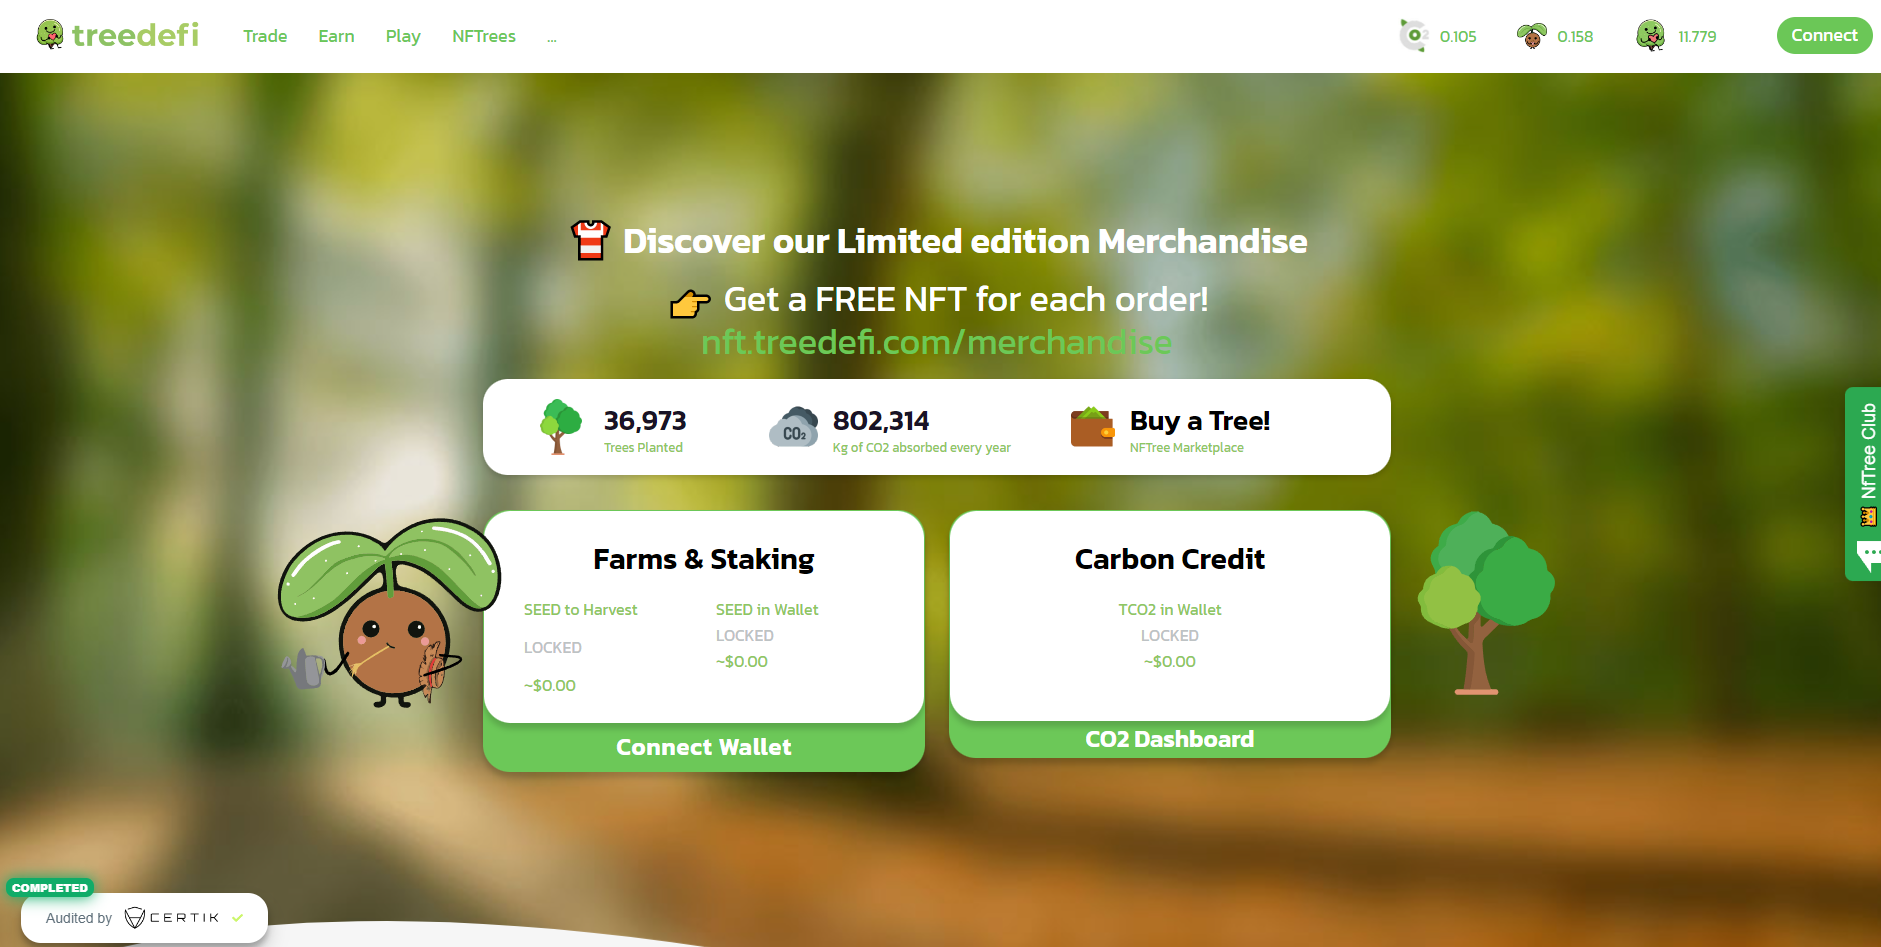 treedefi
Trade Earn Play NFTrees ...
0.105 0.158 11.779 Connect
Discover our Limited edition Merchandise
Get a FREE NFT for each order!
nft.treedefi.com/merchandise
36,973
Trees Planted
CO₂
802,314
Kg of CO2 absorbed every year
Buy a Tree!
NFTree Marketplace
NfTree Club
Farms & Staking
SEED to Harvest
LOCKED
~$0.00
SEED in Wallet
LOCKED
~$0.00
Connect Wallet
Carbon Credit
TCO2 in Wallet
LOCKED
~$0.00
CO2 Dashboard
COMPLETED
Audited by CERTIK